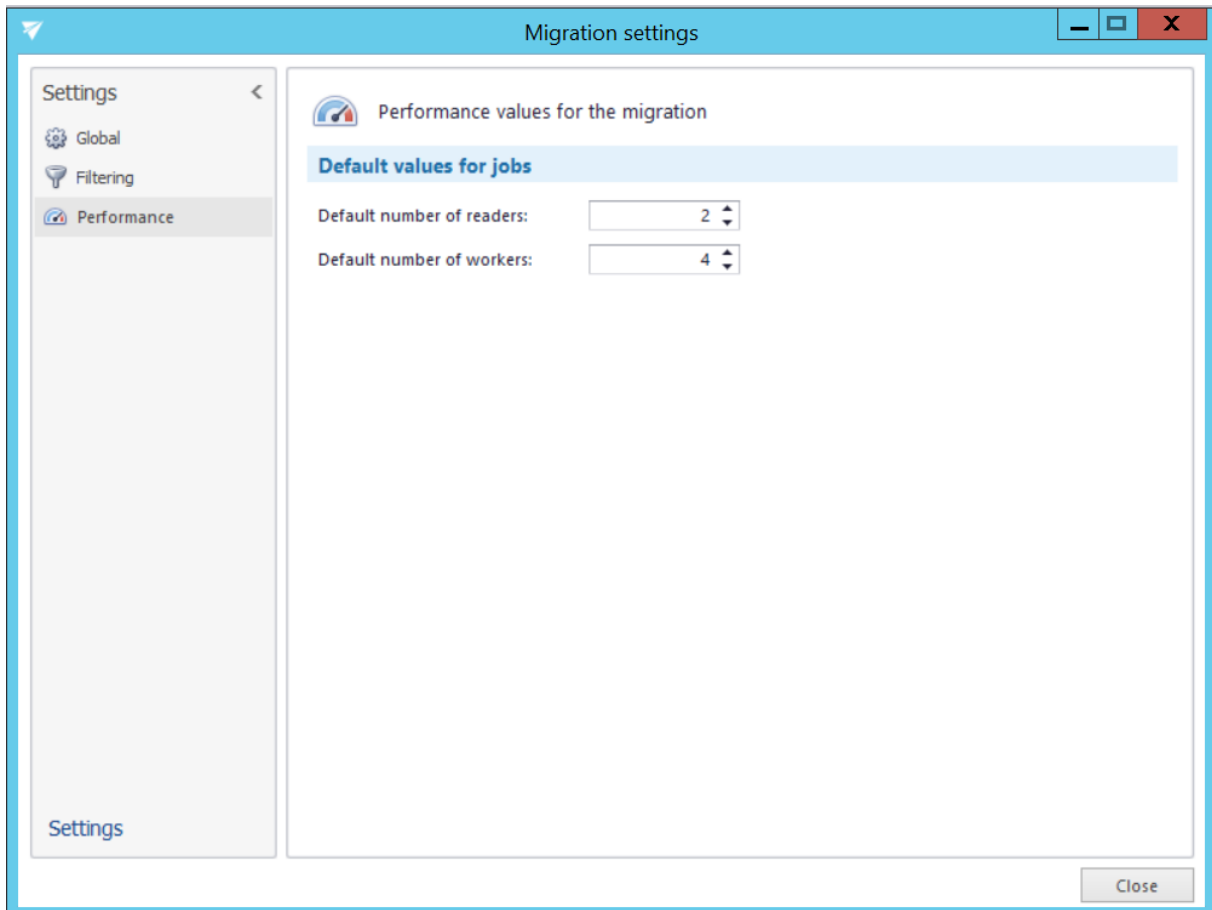 Migration settings
X
Settings
Global
Filtering
Performance
Settings
Performance values for the migration
Default values for jobs
Default number of readers: 2
Default number of workers: 4
Close